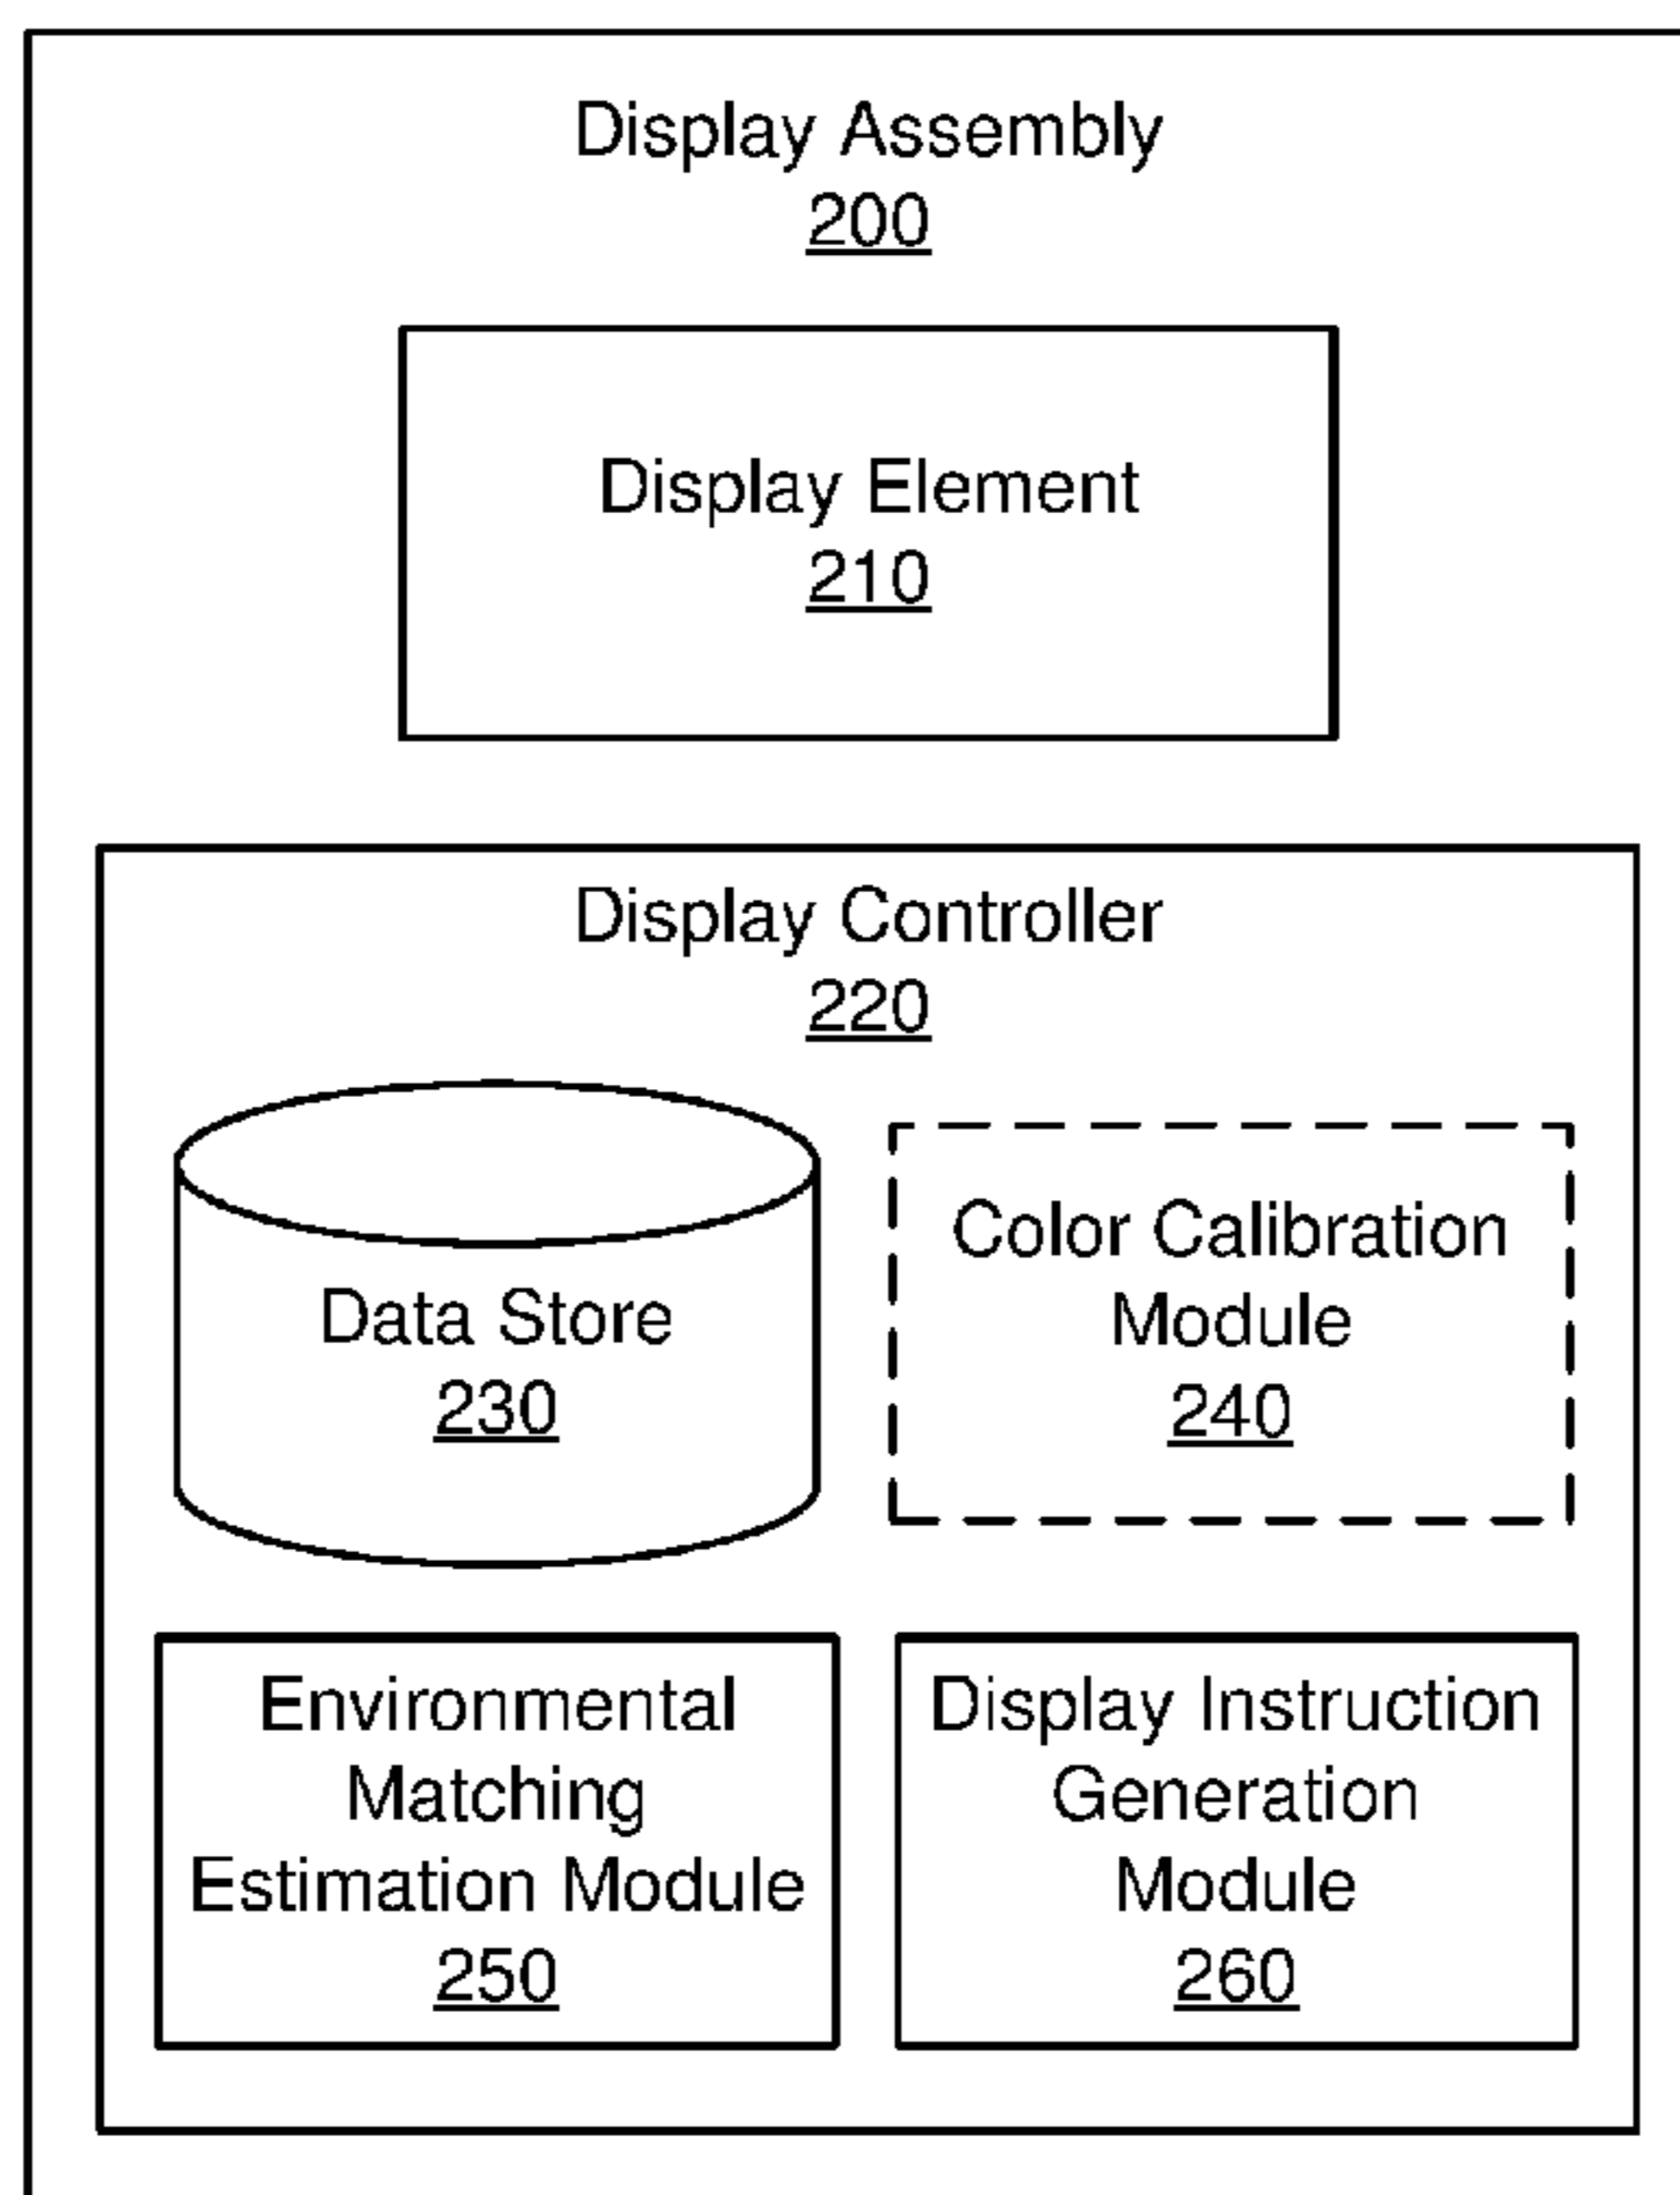 Display Assembly
200
Display Element
210
Display Controller
220
Data Store
230
Color Calibration
Module
240
Environmental
Matching
Estimation Module
250
Display Instruction
Generation
Module
260